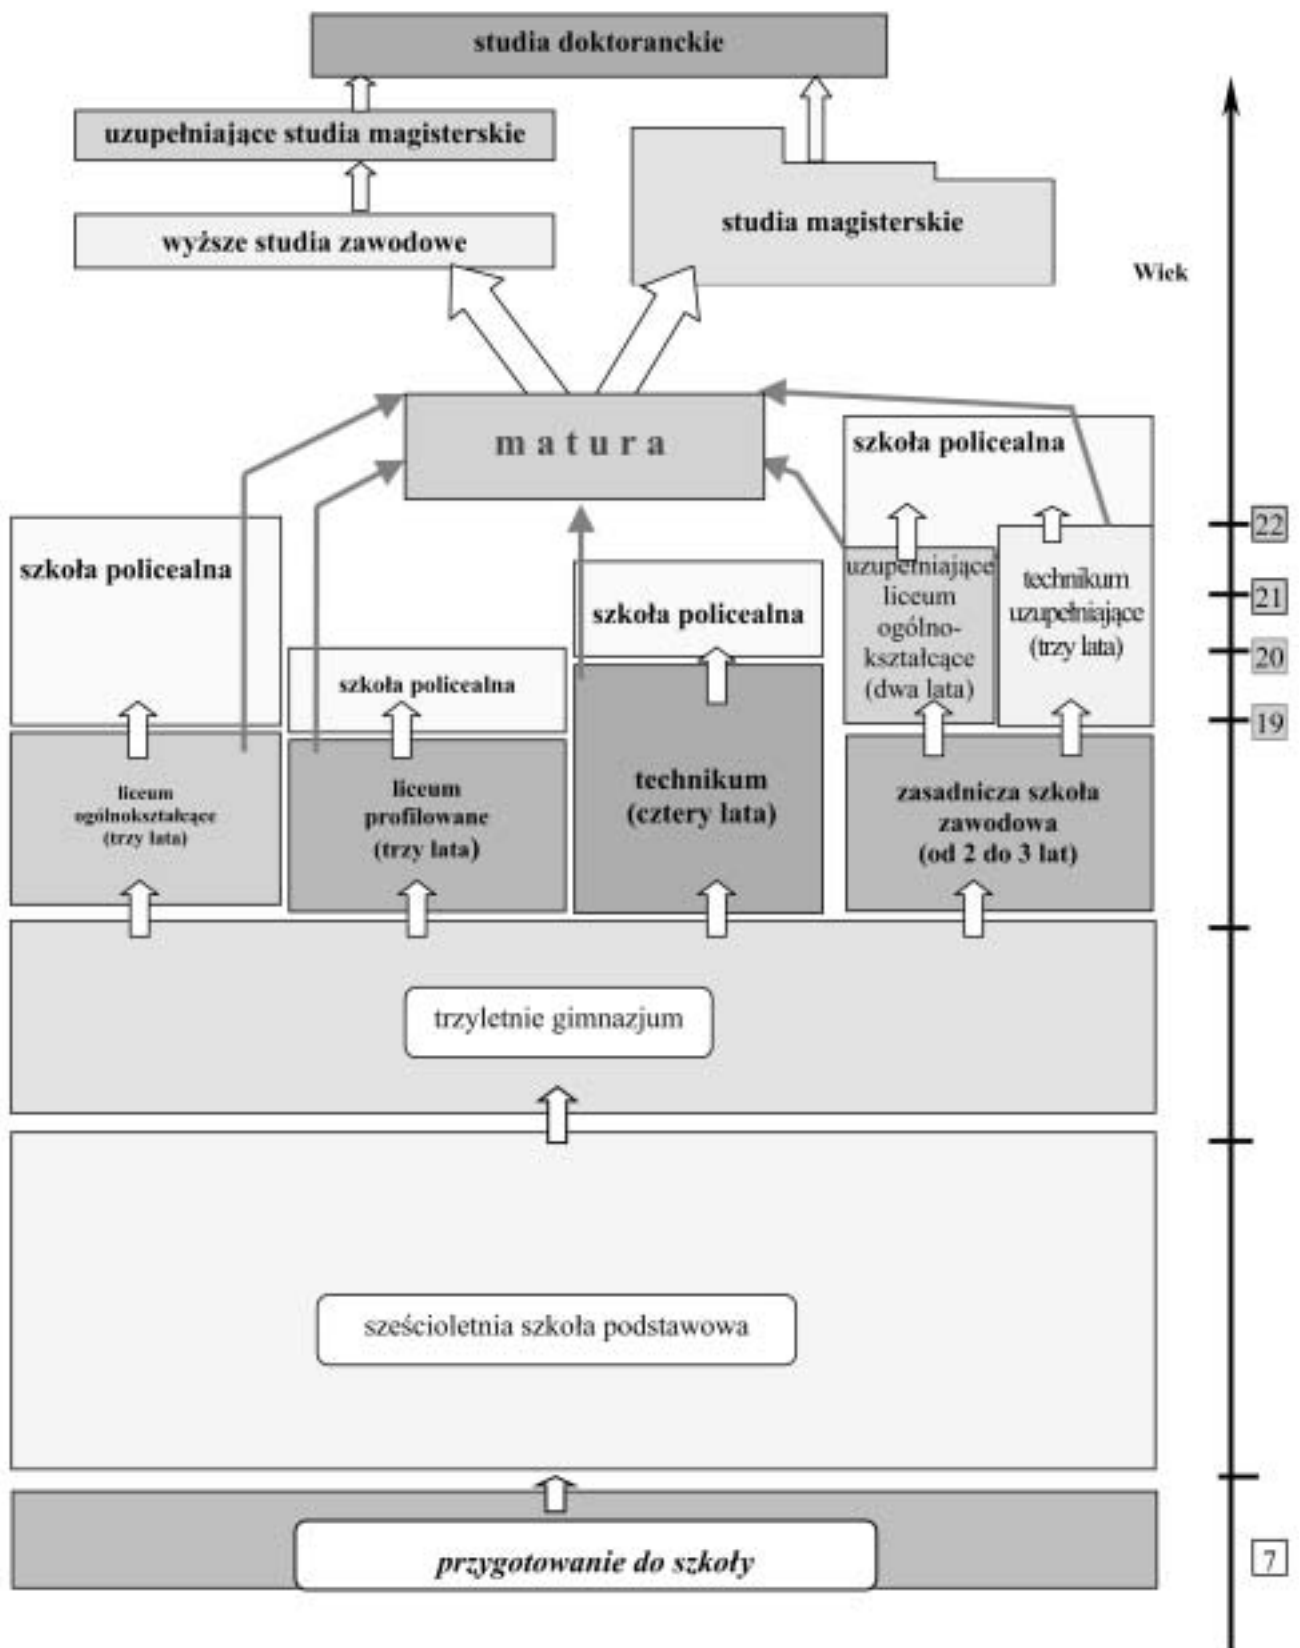 studia doktoranckie
uzupełniające studia magisterskie
wyższe studia zawodowe
studia magisterskie
Wiek
matura
szkoła policealna
szkoła policealna
szkoła policealna
szkoła policealna
uzupełniające
liceum
ogólno-
kształcące
(dwa lata)
technikum
uzupełniające
(trzy lata)
22
21
20
19
liceum
ogólnokształcące
(trzy lata)
liceum
profilowane
(trzy lata)
technikum
(cztery lata)
zasadnicza szkoła
zawodowa
(od 2 do 3 lat)
trzyletnie gimnazjum
sześcioletnia szkoła podstawowa
przygotowanie do szkoły
7